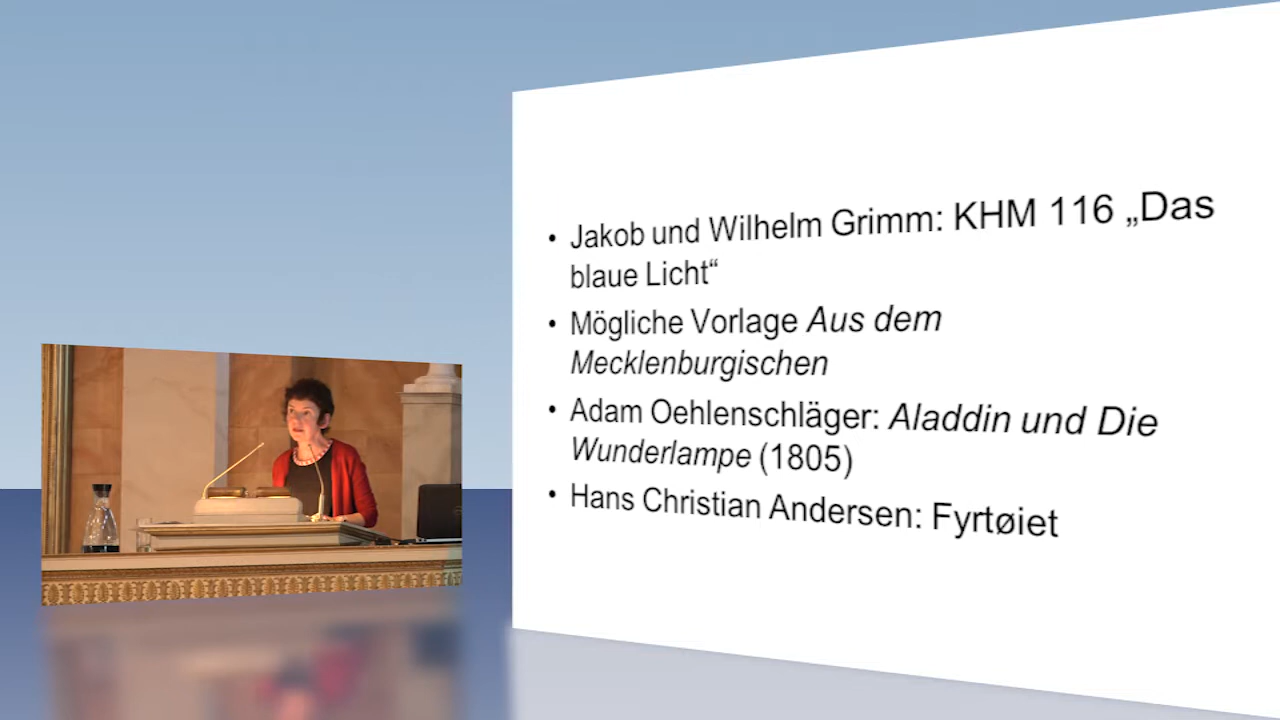 • Jakob und Wilhelm Grimm: KHM 116 „Das
blaue Licht“
• Mögliche Vorlage Aus dem
Mecklenburgischen
• Adam Oehlenschläger: Aladdin und Die
Wunderlampe (1805)
• Hans Christian Andersen: Fyrtøiet